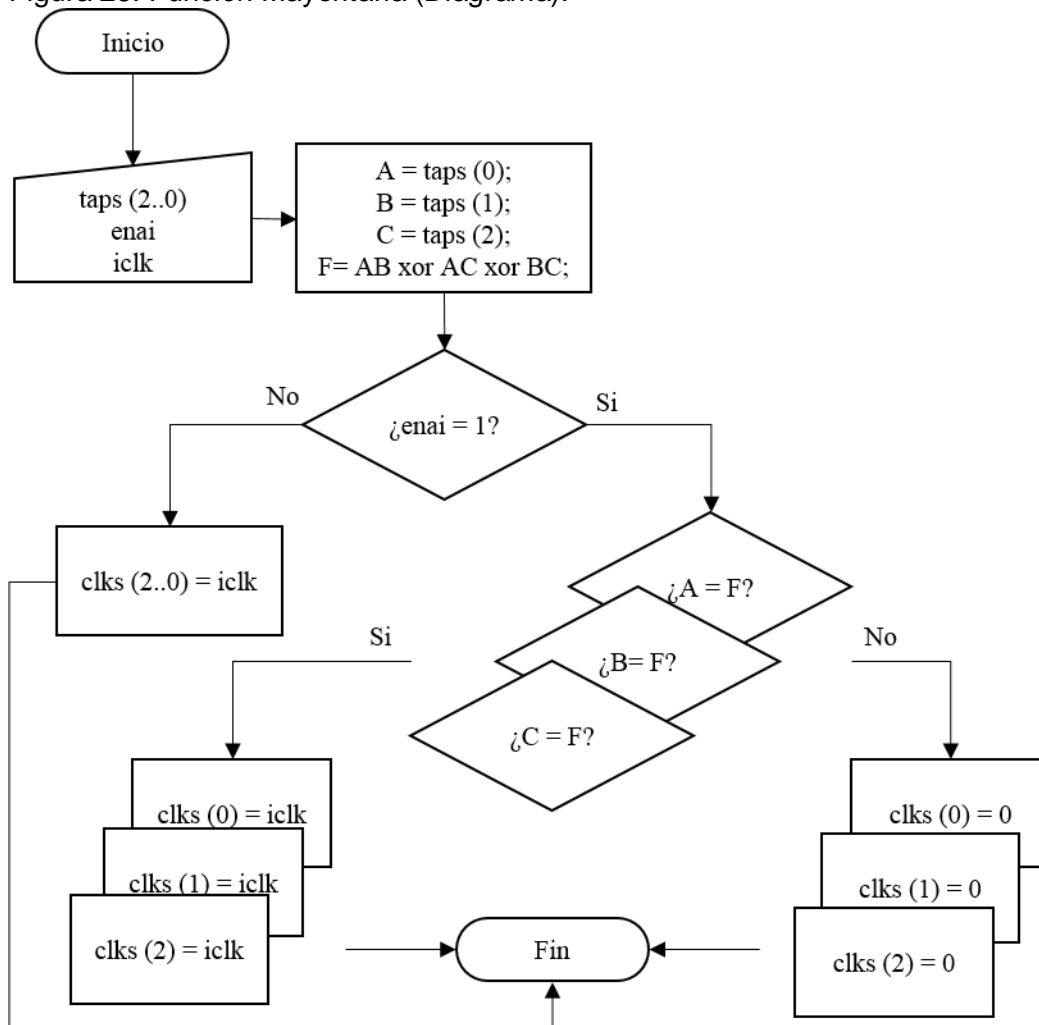 Figura 25. Función Mayoritaria (Diagrama).
Inicio
taps (2..0)
enai
iclk
A = taps (0);
B = taps (1);
C = taps (2);
F= AB xor AC xor BC;
No
¿enai = 1?
Si
clks (2..0) = iclk
¿A = F?
Si
¿B= F?
No
¿C = F?
clks (0) = iclk
clks (0) = 0
clks (1) = iclk
clks (1) = 0
clks (2) = iclk
Fin
clks (2) = 0